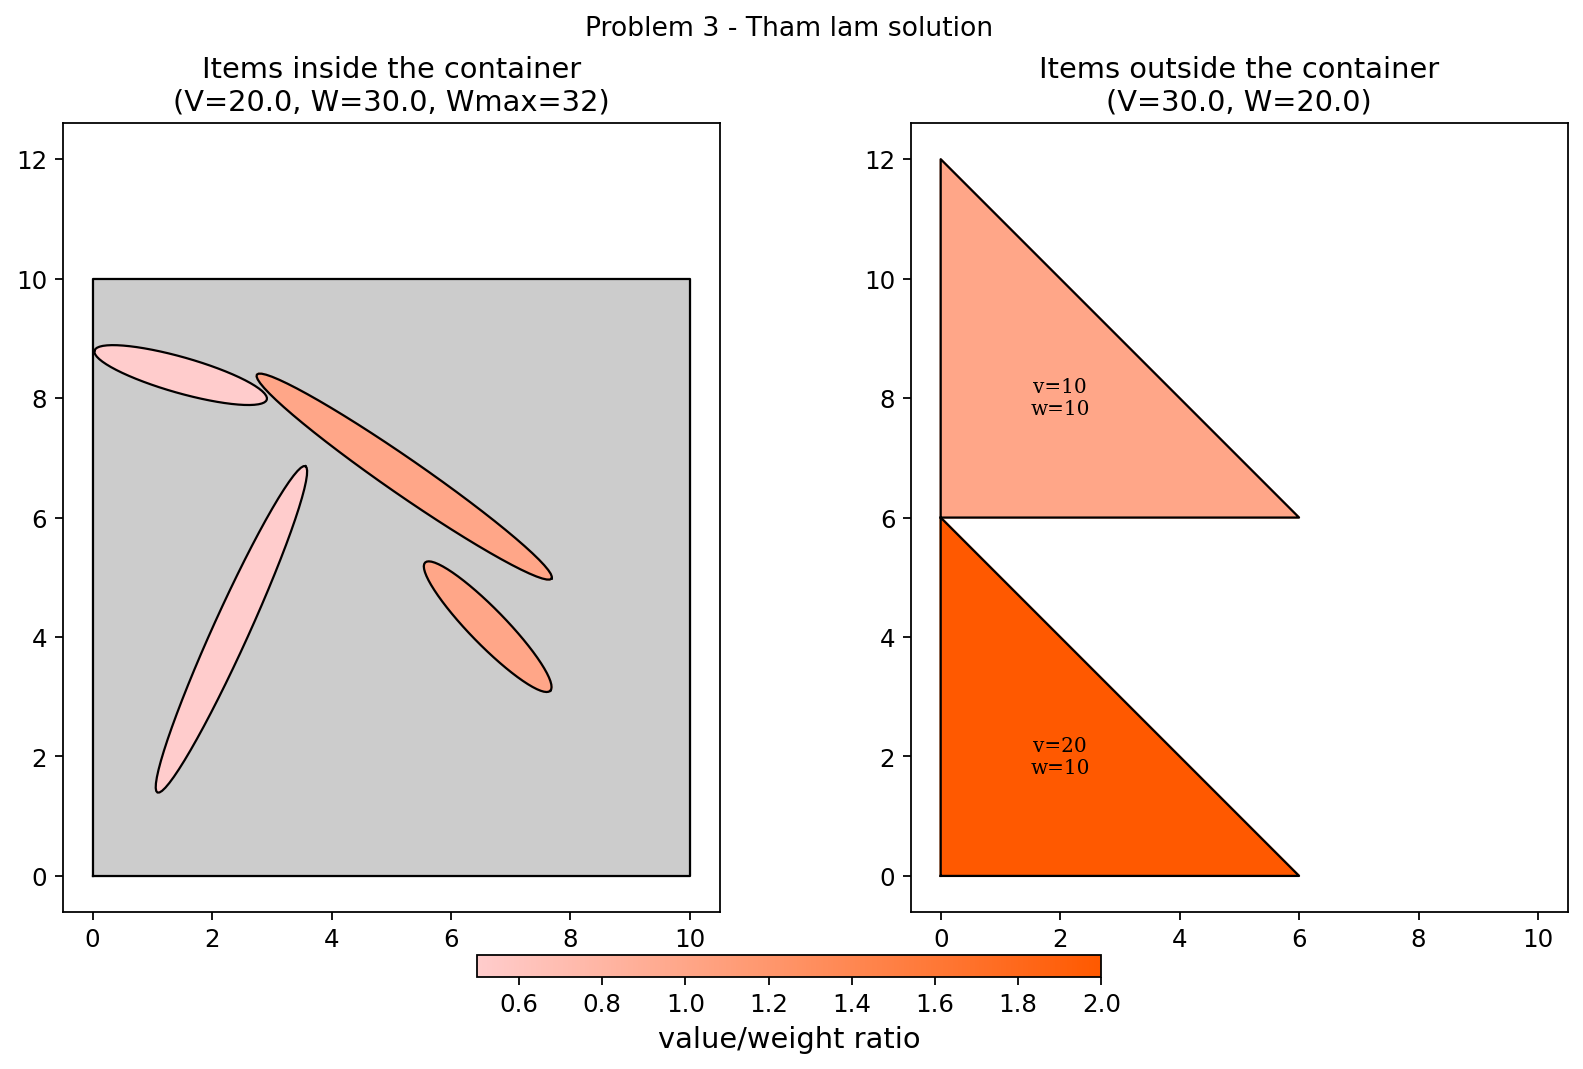 Problem 3 - Tham lam solution
Items inside the container
(V=20.0, W=30.0, Wmax=32)
12
10
8
6
4
2
0
0 2 4 6 8 10
Items outside the container
(V=30.0, W=20.0)
12
10
8
6
4
2
0
v=10
w=10
v=20
w=10
0 2 4 6 8 10
0.6 0.8 1.0 1.2 1.4 1.6 1.8 2.0
value/weight ratio